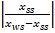 |x_ss / (x_ws − x_ss)|